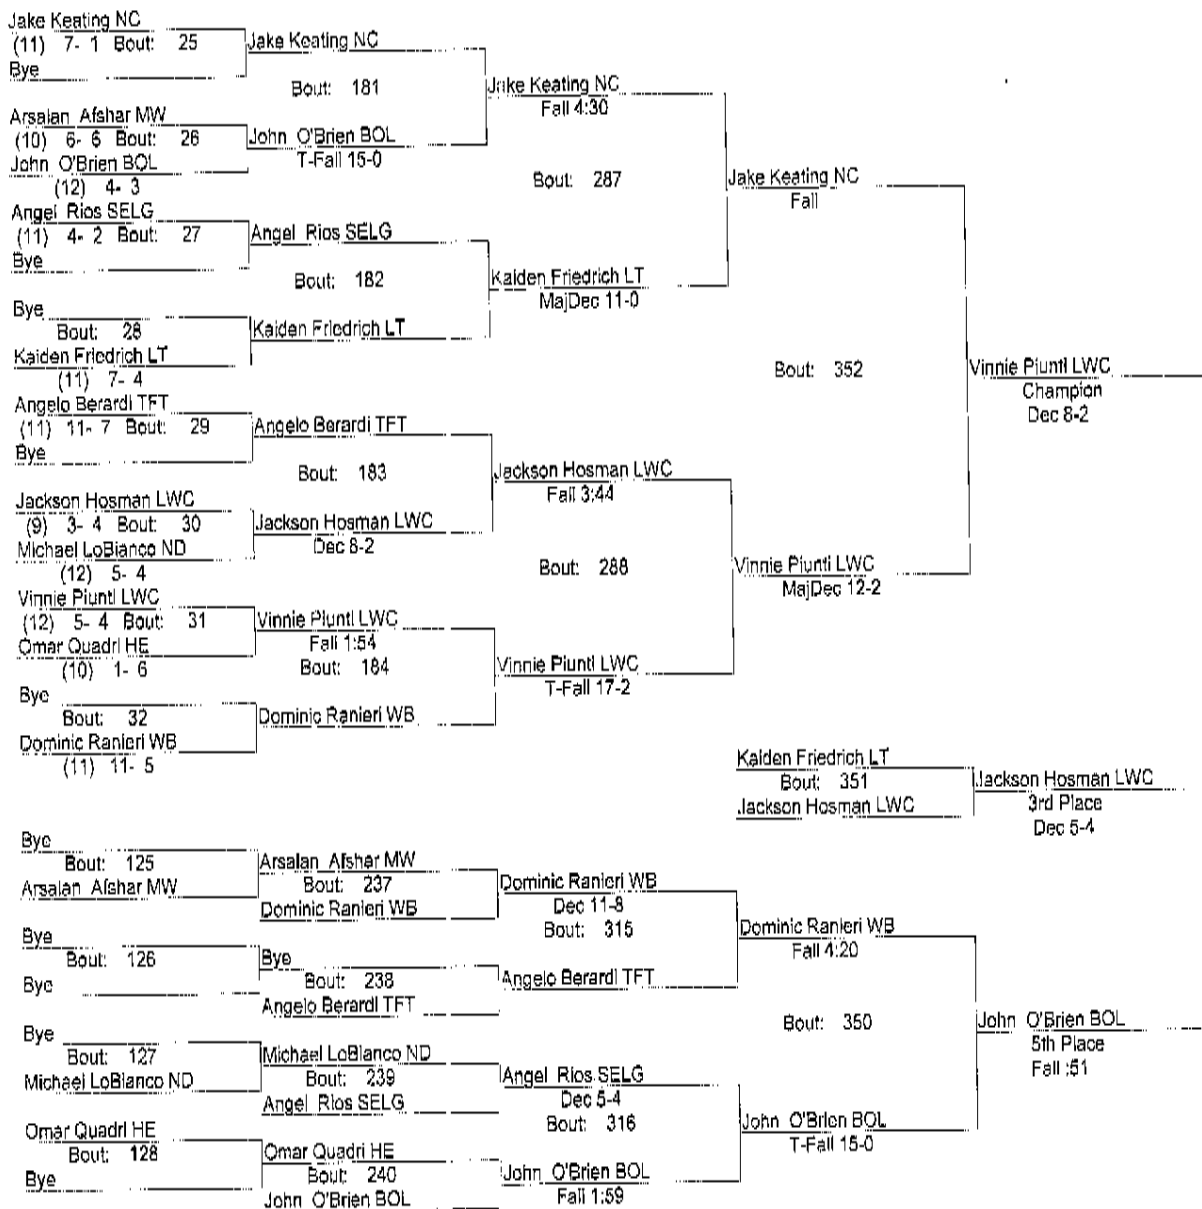 Jake Keating NC
(11) 7- 1 Bout: 25
Bye
Jake Keating NC
Bout: 181
Arsalan Afshar MW
(10) 6- 6 Bout: 26
John O'Brien BOL
(12) 4- 3
John O'Brien BOL
T-Fall 15-0
Jake Keating NC
Fall 4:30
Bout: 287
Angel Rios SELG
(11) 4- 2 Bout: 27
Bye
Angel Rios SELG
Bout: 182
Bye
Bout: 28
Kaiden Friedrich LT
(11) 7- 4
Kaiden Friedrich LT
Kaiden Friedrich LT
MajDec 11-0
Jake Keating NC
Fall
Bout: 352
Angelo Berardi TFT
(11) 11- 7 Bout: 29
Bye
Angelo Berardi TFT
Bout: 183
Jackson Hosman LWC
(9) 3- 4 Bout: 30
Michael LoBianco ND
(12) 5- 4
Jackson Hosman LWC
Dec 8-2
Jackson Hosman LWC
Fall 3:44
Bout: 288
Vinnie Piunti LWC
(12) 5- 4 Bout: 31
Omar Quadri HE
(10) 1- 6
Vinnie Piunti LWC
Fall 1:54
Bout: 184
Bye
Bout: 32
Dominic Ranieri WB
(11) 11- 5
Dominic Ranieri WB
Vinnie Piunti LWC
T-Fall 17-2
Vinnie Piunti LWC
MajDec 12-2
Vinnie Piunti LWC
Champion
Dec 8-2
Kaiden Friedrich LT
Bout: 351
Jackson Hosman LWC
Jackson Hosman LWC
3rd Place
Dec 5-4
Bye
Bout: 125
Arsalan Afshar MW
Arsalan Afshar MW
Bout: 237
Dominic Ranieri WB
Dominic Ranieri WB
Dec 11-8
Bout: 315
Bye
Bout: 126
Bye
Bye
Bout: 238
Angelo Berardi TFT
Angelo Berardi TFT
Dominic Ranieri WB
Fall 4:20
Bout: 350
Bye
Bout: 127
Michael LoBianco ND
Michael LoBianco ND
Bout: 239
Angel Rios SELG
Angel Rios SELG
Dec 5-4
Bout: 316
Omar Quadri HE
Bout: 128
Bye
Omar Quadri HE
Bout: 240
John O'Brien BOL
John O'Brien BOL
Fall 1:59
John O'Brien BOL
T-Fall 15-0
John O'Brien BOL
5th Place
Fall :51